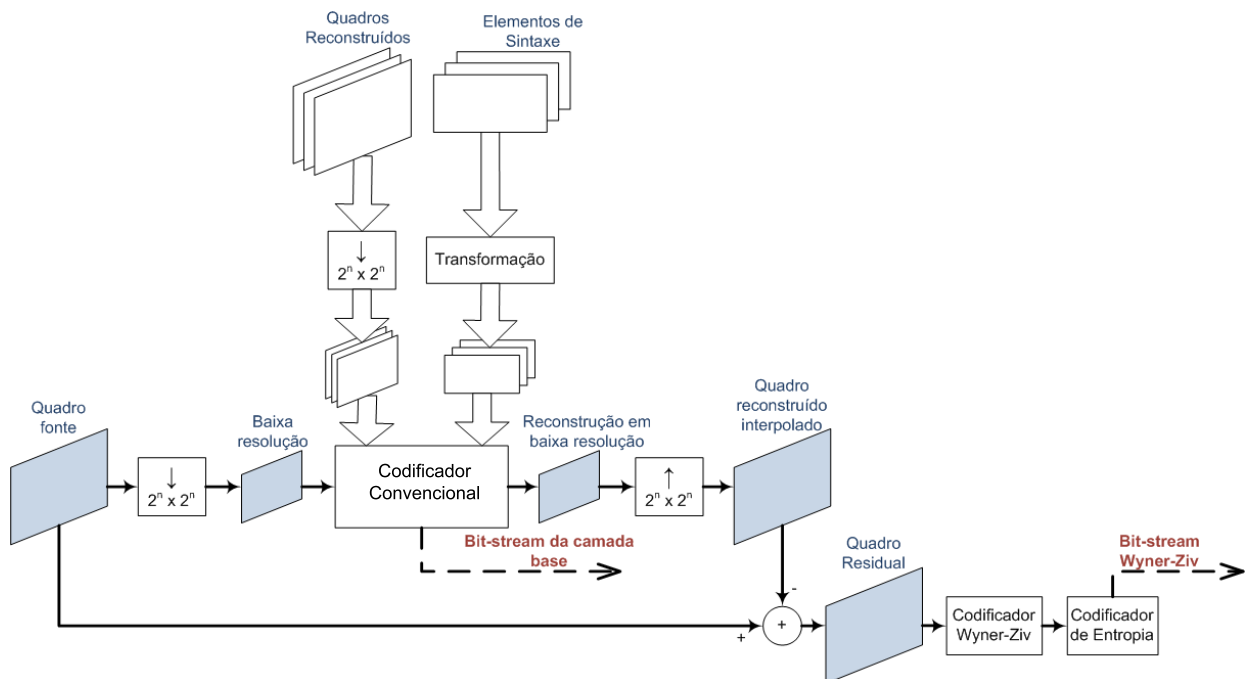 Quadros
Reconstruídos
Elementos de
Sintaxe
↓
2ⁿ x 2ⁿ
Transformação
Quadro
fonte
↓
2ⁿ x 2ⁿ
Baixa
resolução
Codificador
Convencional
Reconstrução em
baixa resolução
↑
2ⁿ x 2ⁿ
Quadro
reconstruído
interpolado
Bit-stream da camada
base
-
+
+
Quadro
Residual
Codificador
Wyner-Ziv
Codificador
de Entropia
Bit-stream
Wyner-Ziv